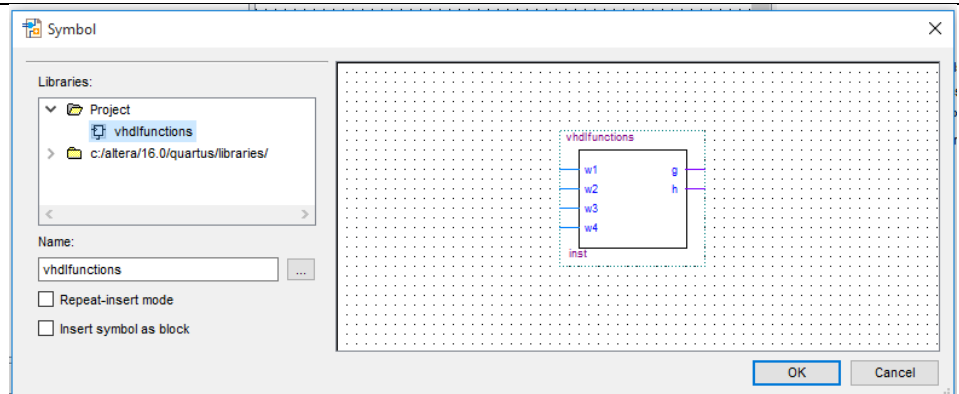 Symbol
Libraries:
Project
vhdlfunctions
c:/altera/16.0/quartus/libraries/
Name:
vhdlfunctions
...
Repeat-insert mode
Insert symbol as block
vhdlfunctions
w1 g
w2 h
w3
w4
inst
OK Cancel